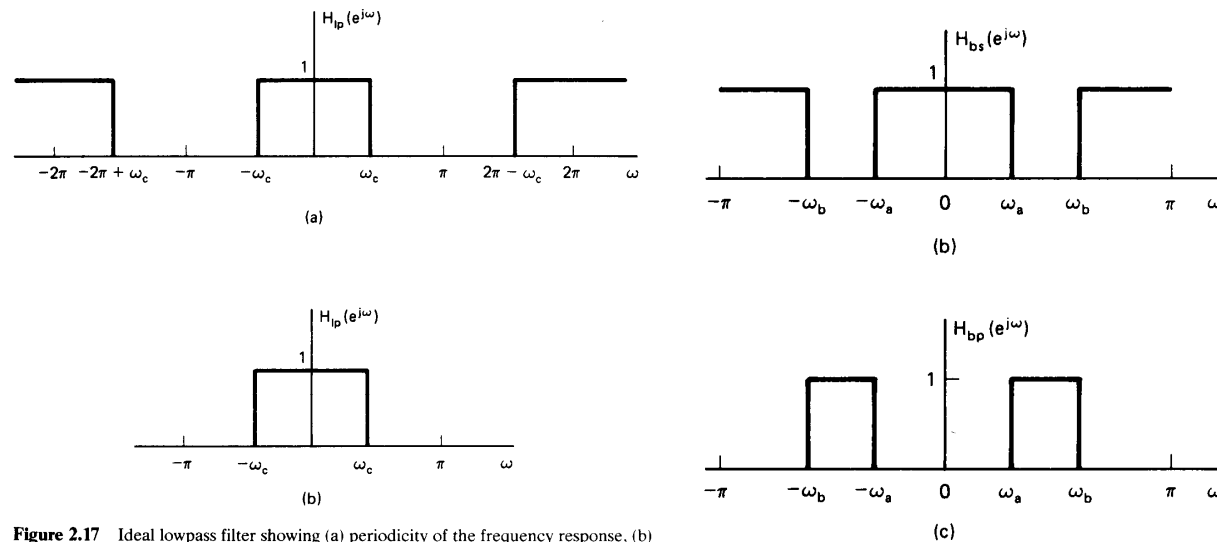 H_lp(e^jω)
1
−2π −2π + ω_c −π −ω_c ω_c π 2π − ω_c 2π ω
(a)
H_lp(e^jω)
1
−π −ω_c ω_c π ω
(b)
Figure 2.17 Ideal lowpass filter showing (a) periodicity of the frequency response, (b)
H_bs(e^jω)
1
−π −ω_b −ω_a 0 ω_a ω_b π ω
(b)
H_bp(e^jω)
1
−π −ω_b −ω_a 0 ω_a ω_b π ω
(c)